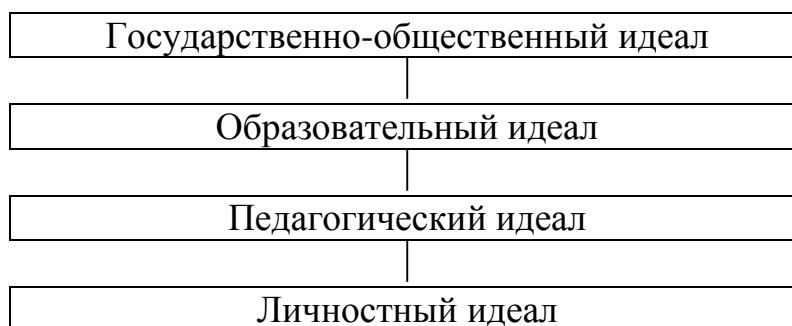 Государственно-общественный идеал
Образовательный идеал
Педагогический идеал
Личностный идеал